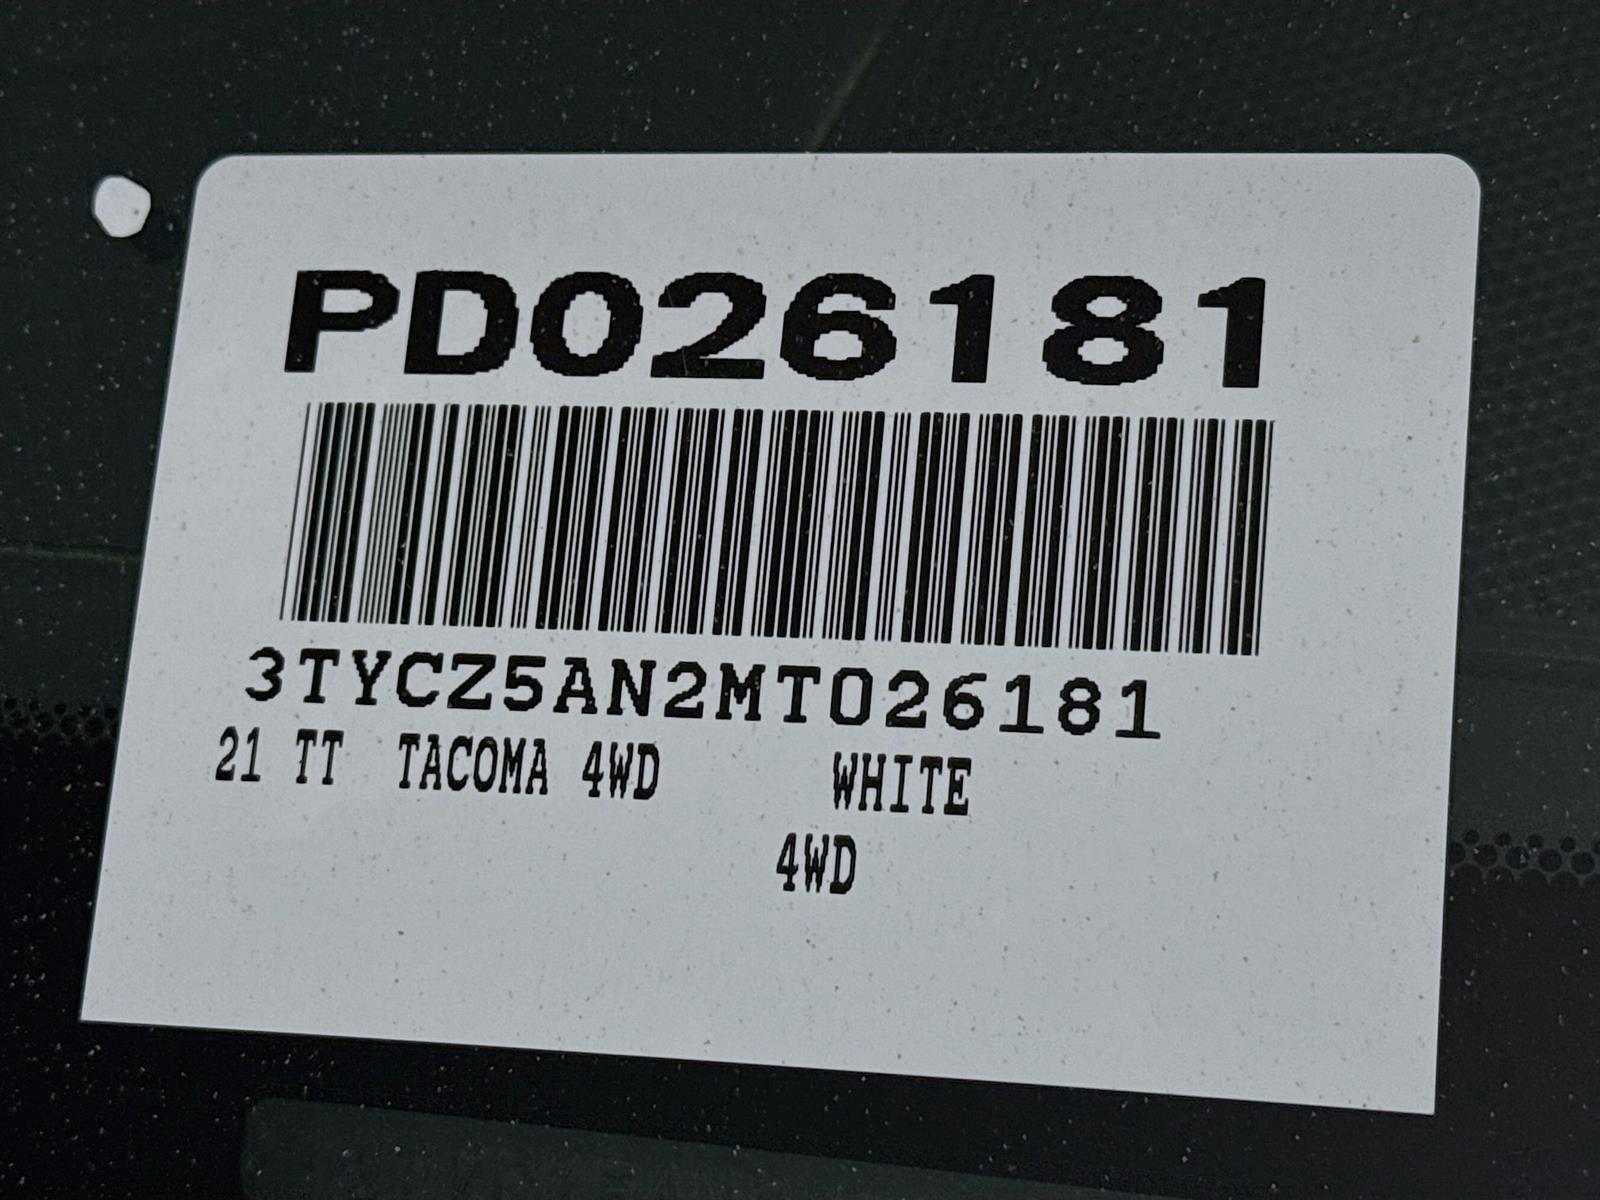 PD026181
3TYCZ5AN2MT026181
21 TT TACOMA 4WD WHITE
4WD